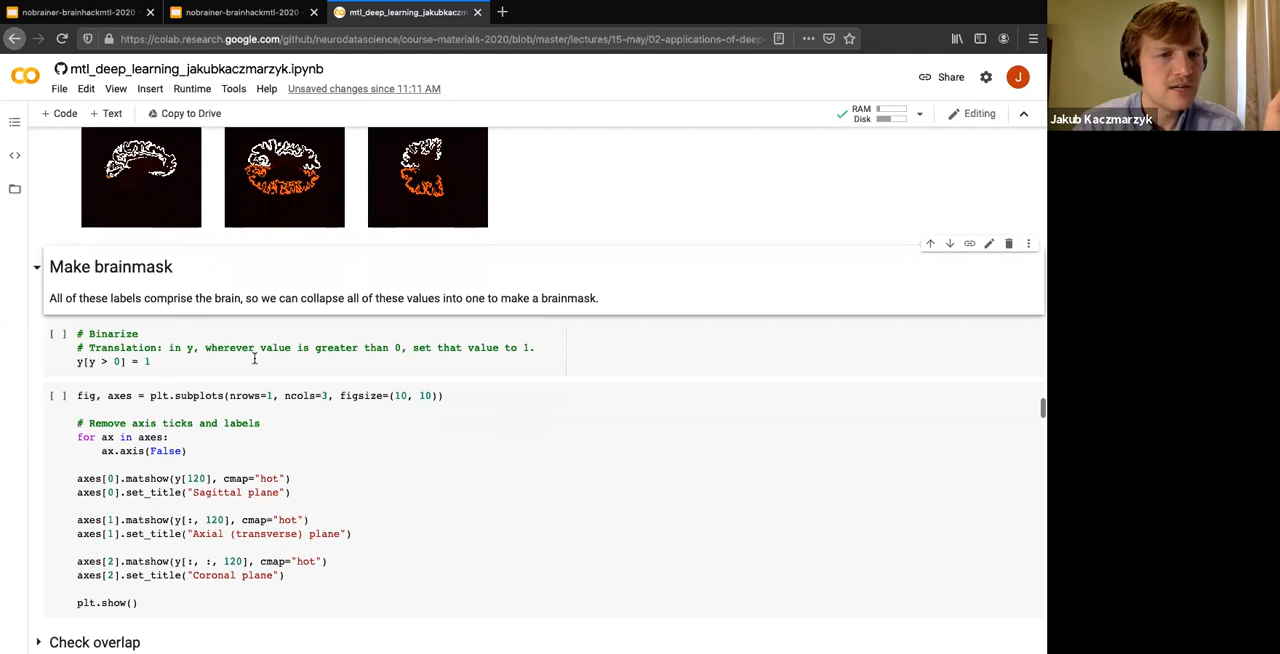 nobrainer-brainhackmtl-2020
nobrainer-brainhackmtl-2020
mtl_deep_learning_jakubkaczm
https://colab.research.google.com/github/neurodatascience/course-materials-2020/blob/master/lectures/15-may/02-applications-of-deep-
mtl_deep_learning_jakubkaczmarzyk.ipynb
Share
J
File Edit View Insert Runtime Tools Help Unsaved changes since 11:11 AM
+ Code + Text Copy to Drive
RAM
Disk
Editing
Jakub Kaczmarzyk
Make brainmask
All of these labels comprise the brain, so we can collapse all of these values into one to make a brainmask.
[ ] # Binarize
# Translation: in y, wherever value is greater than 0, set that value to 1.
y[y > 0] = 1
[ ] fig, axes = plt.subplots(nrows=1, ncols=3, figsize=(10, 10))
# Remove axis ticks and labels
for ax in axes:
ax.axis(False)
axes[0].matshow(y[120], cmap="hot")
axes[0].set_title("Sagittal plane")
axes[1].matshow(y[:, 120], cmap="hot")
axes[1].set_title("Axial (transverse) plane")
axes[2].matshow(y[:, :, 120], cmap="hot")
axes[2].set_title("Coronal plane")
plt.show()
Check overlap